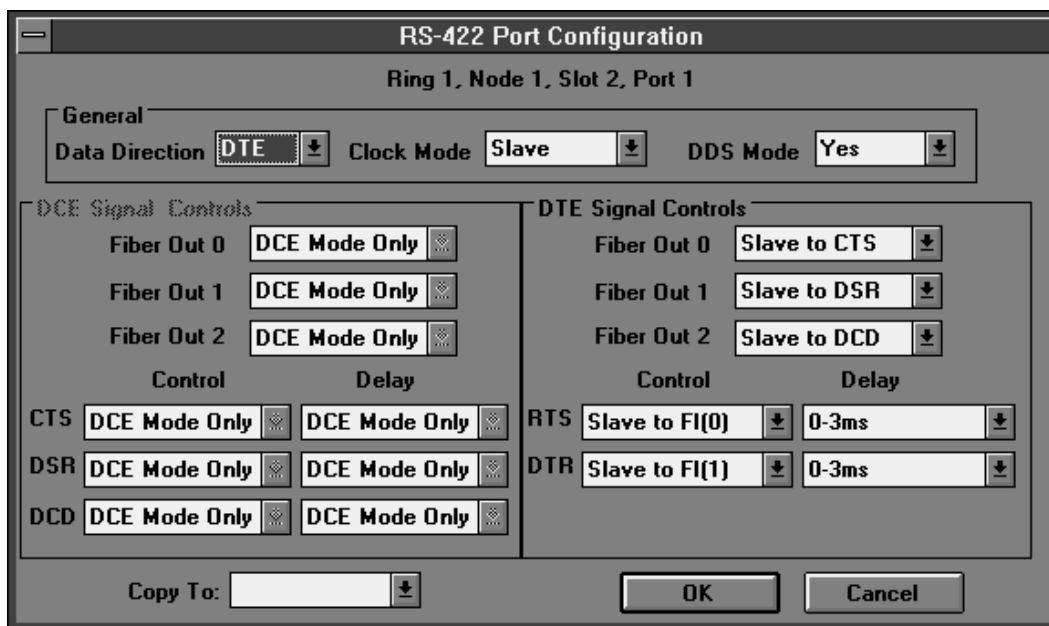 RS-422 Port Configuration
Ring 1, Node 1, Slot 2, Port 1
General
Data Direction DTE Clock Mode Slave DDS Mode Yes
DCE Signal Controls
Fiber Out 0 DCE Mode Only
Fiber Out 1 DCE Mode Only
Fiber Out 2 DCE Mode Only
Control Delay
CTS DCE Mode Only DCE Mode Only
DSR DCE Mode Only DCE Mode Only
DCD DCE Mode Only DCE Mode Only
DTE Signal Controls
Fiber Out 0 Slave to CTS
Fiber Out 1 Slave to DSR
Fiber Out 2 Slave to DCD
Control Delay
RTS Slave to FI(0) 0-3ms
DTR Slave to FI(1) 0-3ms
Copy To: OK Cancel